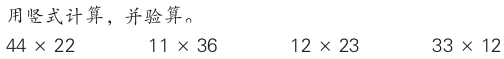 用竖式计算，并验算。
44 × 22　　11 × 36　　12 × 23　　33 × 12